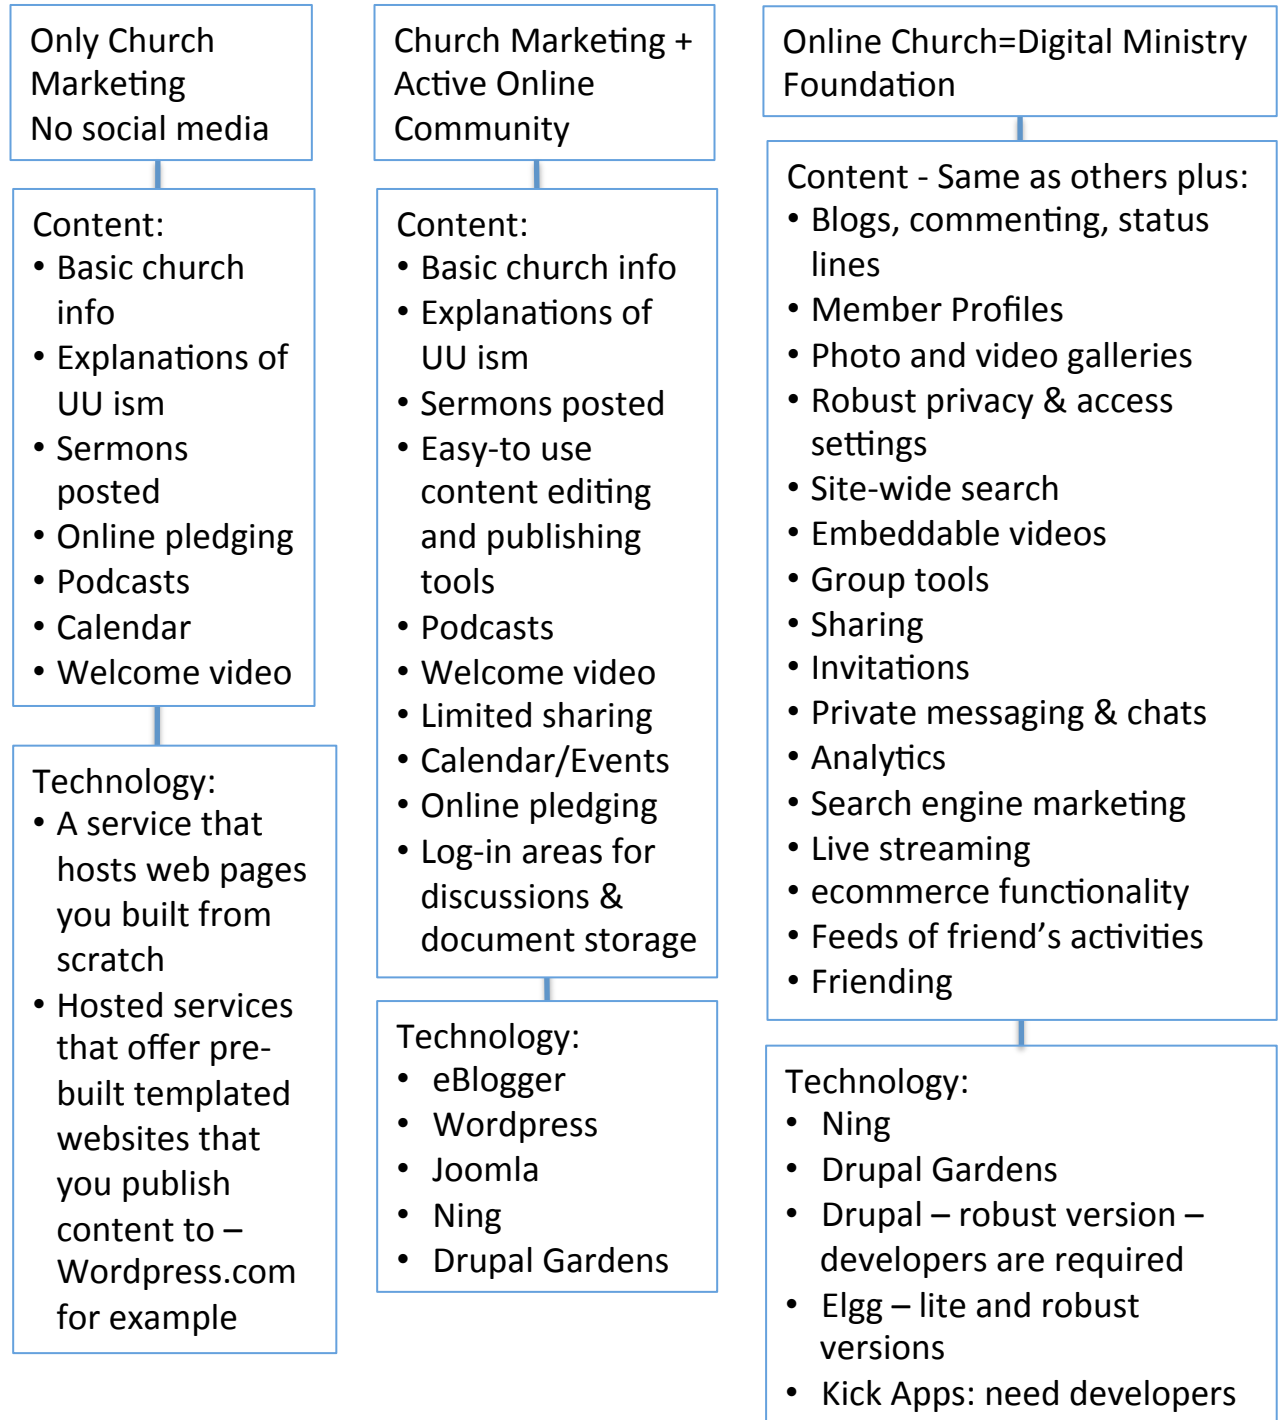 Only Church
Marketing
No social media
Content:
• Basic church
info
• Explanations of
UU ism
• Sermons
posted
• Online pledging
• Podcasts
• Calendar
• Welcome video
Technology:
• A service that
hosts web pages
you built from
scratch
• Hosted services
that offer pre-
built templated
websites that
you publish
content to –
Wordpress.com
for example
Church Marketing +
Active Online
Community
Content:
• Basic church info
• Explanations of
UU ism
• Sermons posted
• Easy-to use
content editing
and publishing
tools
• Podcasts
• Welcome video
• Limited sharing
• Calendar/Events
• Online pledging
• Log-in areas for
discussions &
document storage
Technology:
• eBlogger
• Wordpress
• Joomla
• Ning
• Drupal Gardens
Online Church=Digital Ministry
Foundation
Content - Same as others plus:
• Blogs, commenting, status
lines
• Member Profiles
• Photo and video galleries
• Robust privacy & access
settings
• Site-wide search
• Embeddable videos
• Group tools
• Sharing
• Invitations
• Private messaging & chats
• Analytics
• Search engine marketing
• Live streaming
• ecommerce functionality
• Feeds of friend’s activities
• Friending
Technology:
• Ning
• Drupal Gardens
• Drupal – robust version –
developers are required
• Elgg – lite and robust
versions
• Kick Apps: need developers